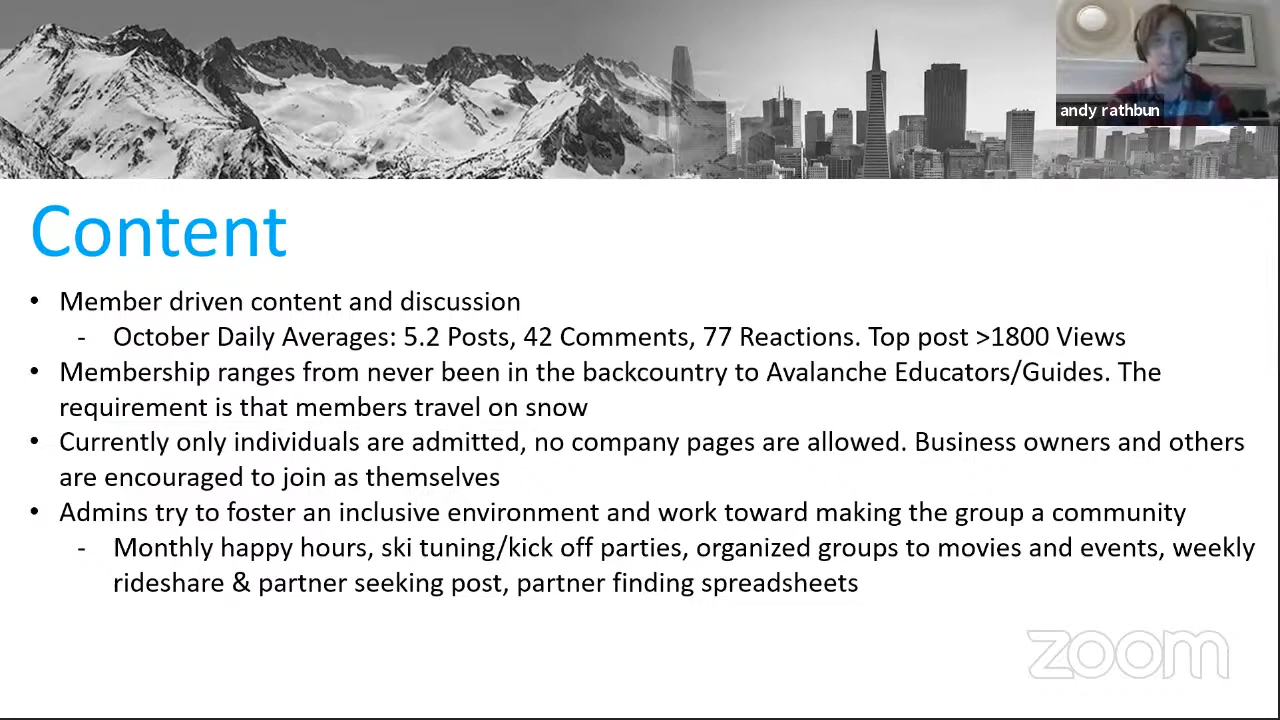 andy rathbun
Content
• Member driven content and discussion
- October Daily Averages: 5.2 Posts, 42 Comments, 77 Reactions. Top post >1800 Views
• Membership ranges from never been in the backcountry to Avalanche Educators/Guides. The
requirement is that members travel on snow
• Currently only individuals are admitted, no company pages are allowed. Business owners and others
are encouraged to join as themselves
• Admins try to foster an inclusive environment and work toward making the group a community
- Monthly happy hours, ski tuning/kick off parties, organized groups to movies and events, weekly
rideshare & partner seeking post, partner finding spreadsheets
zoom